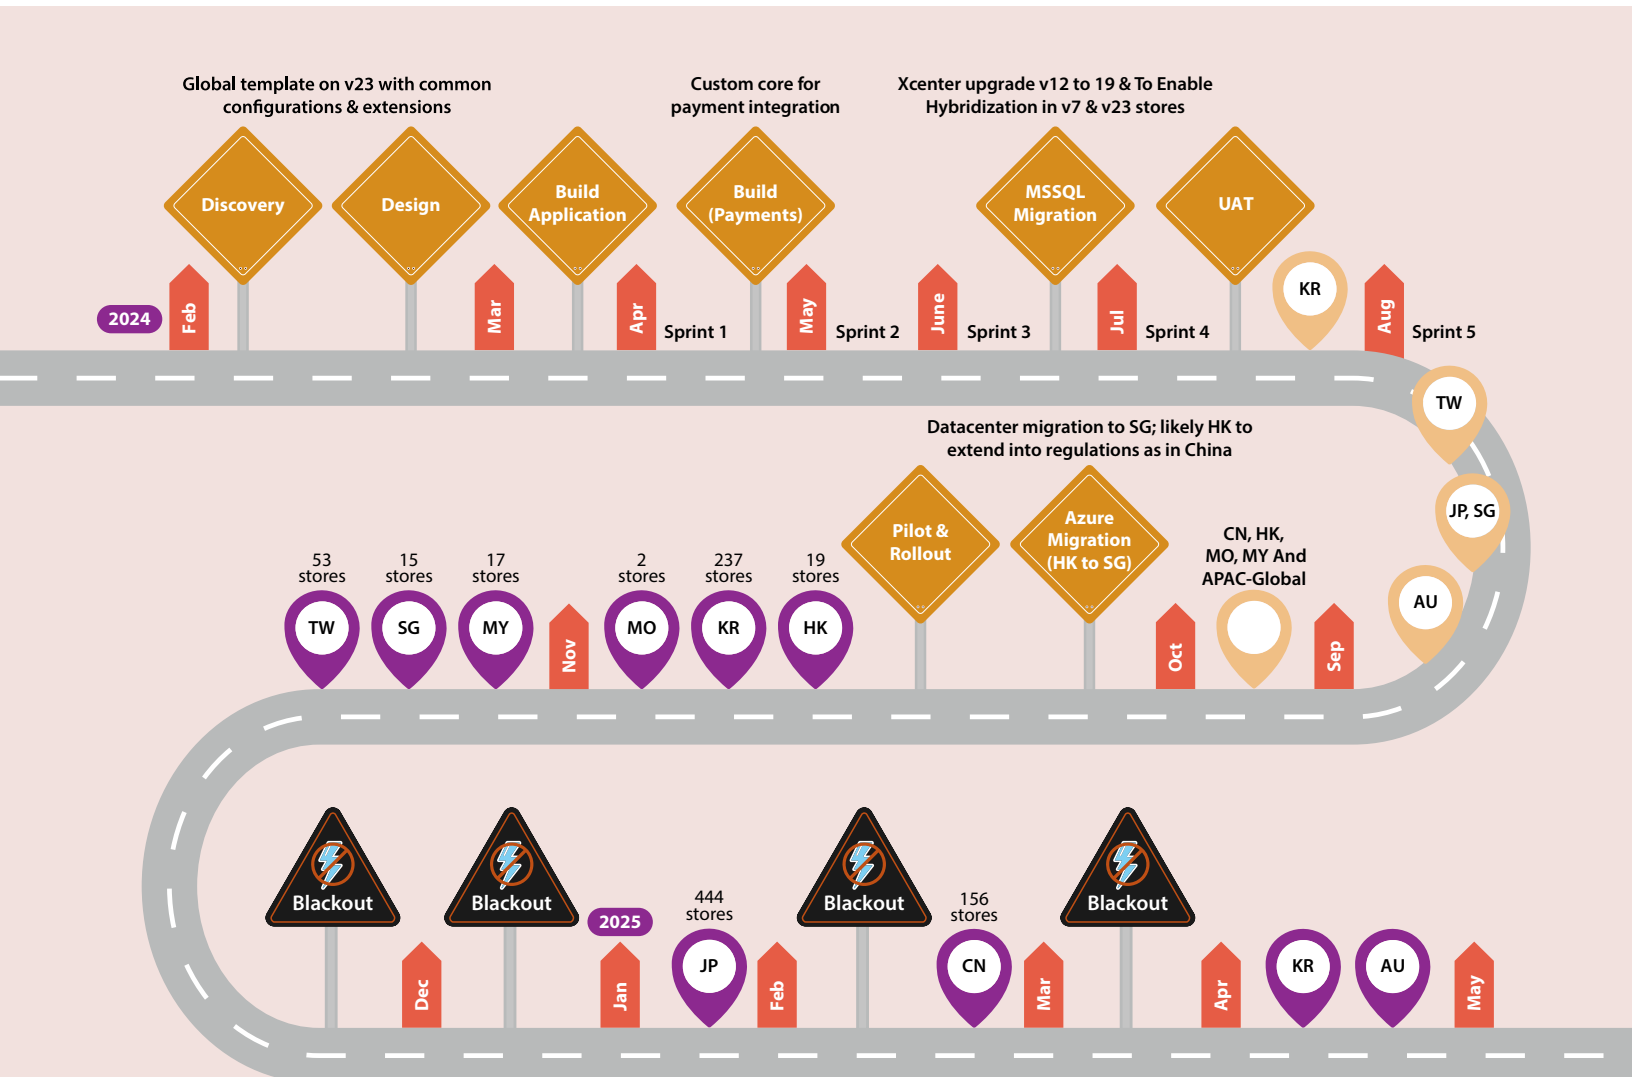 Global template on v23 with common
configurations & extensions
Custom core for
payment integration
Xcenter upgrade v12 to 19 & To Enable
Hybridization in v7 & v23 stores
Discovery
Design
Build
Application
Build
(Payments)
MSSQL
Migration
UAT
2024
Feb
Mar
Apr
Sprint 1
May
Sprint 2
June
Sprint 3
Jul
Sprint 4
KR
Aug
Sprint 5
TW
JP, SG
AU
Datacenter migration to SG; likely HK to
extend into regulations as in China
53
stores
TW
15
stores
SG
17
stores
MY
Nov
2
stores
MO
237
stores
KR
19
stores
HK
Pilot &
Rollout
Azure
Migration
(HK to SG)
Oct
CN, HK,
MO, MY And
APAC-Global
Sep
Blackout
Dec
Blackout
2025
Jan
444
stores
JP
Feb
Blackout
156
stores
CN
Mar
Blackout
Apr
KR
AU
May